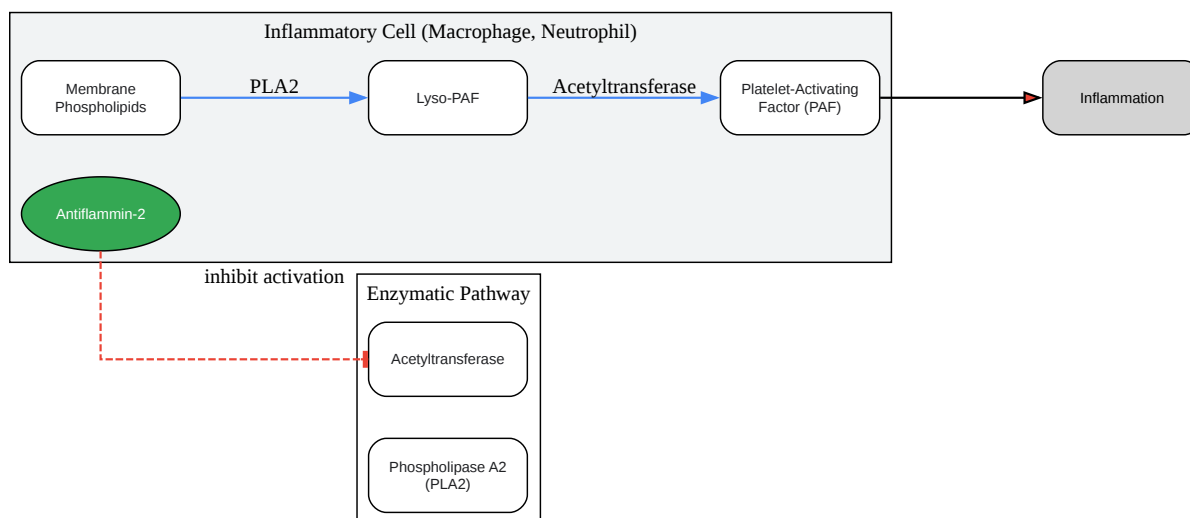 Inflammatory Cell (Macrophage, Neutrophil)
Membrane
Phospholipids
PLA2
Lyso-PAF
Acetyltransferase
Platelet-Activating
Factor (PAF)
Inflammation
Antiflammin-2
inhibit activation
Enzymatic Pathway
Acetyltransferase
Phospholipase A2
(PLA2)